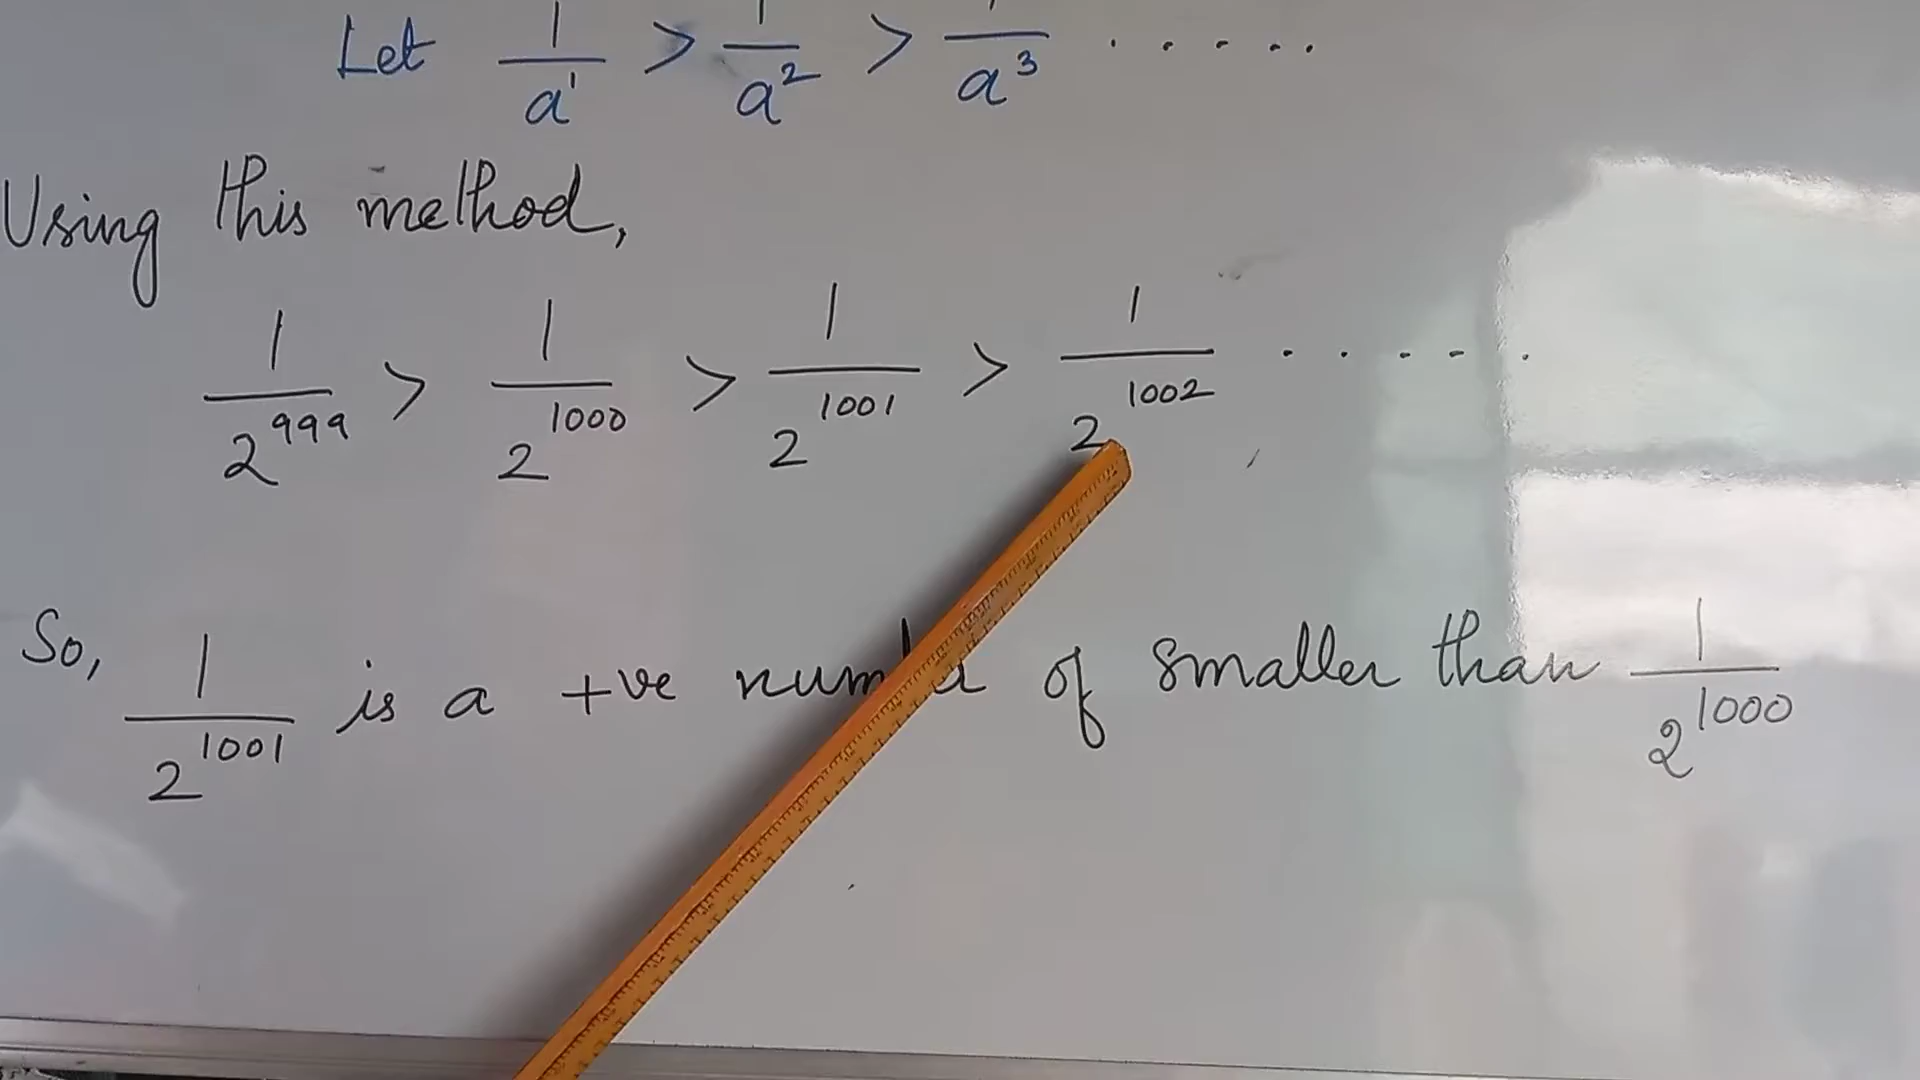 Let 1/a¹ > 1/a² > 1/a³ . . . . .
Using this method,
1/2⁹⁹⁹ > 1/2¹⁰⁰⁰ > 1/2¹⁰⁰¹ > 1/2¹⁰⁰² . . . . .
So, 1/2¹⁰⁰¹ is a +ve of smaller than 1/2¹⁰⁰⁰